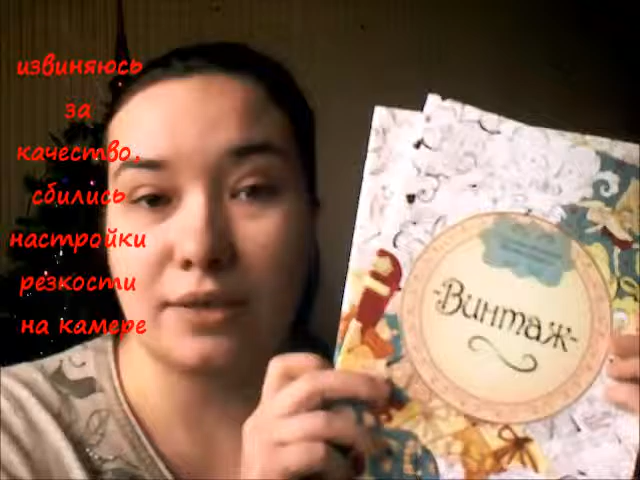 извиняюсь
за
качество,
сбились
настройки
резкости
на камере
-Винтаж-